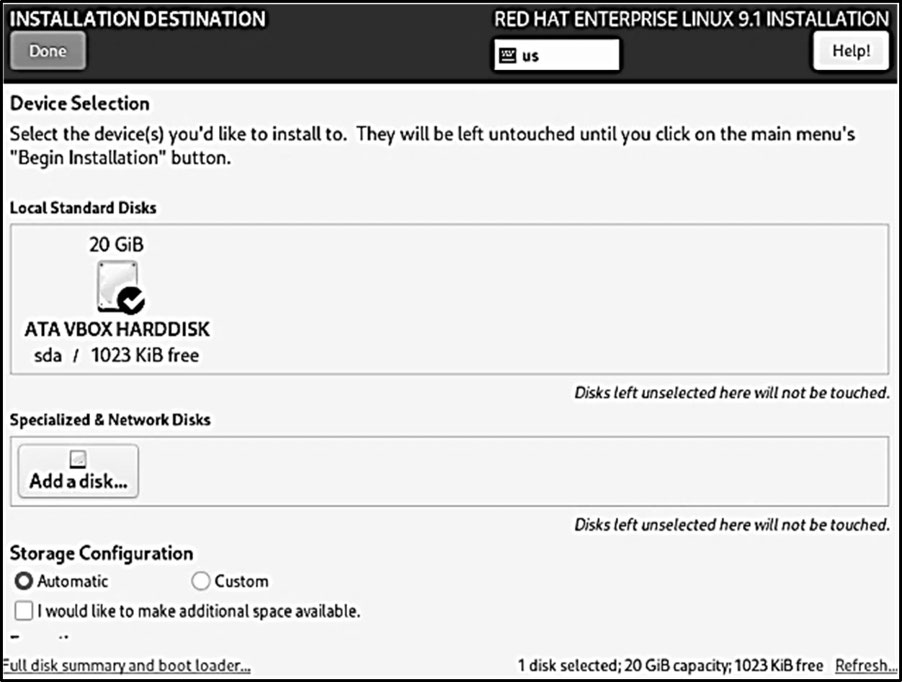 INSTALLATION DESTINATION
RED HAT ENTERPRISE LINUX 9.1 INSTALLATION
Done
us
Help!
Device Selection
Select the device(s) you'd like to install to. They will be left untouched until you click on the main menu's
"Begin Installation" button.
Local Standard Disks
20 GiB
ATA VBOX HARDDISK
sda / 1023 KiB free
Disks left unselected here will not be touched.
Specialized & Network Disks
Add a disk...
Disks left unselected here will not be touched.
Storage Configuration
Automatic Custom
I would like to make additional space available.
Full disk summary and boot loader...
1 disk selected; 20 GiB capacity; 1023 KiB free Refresh...